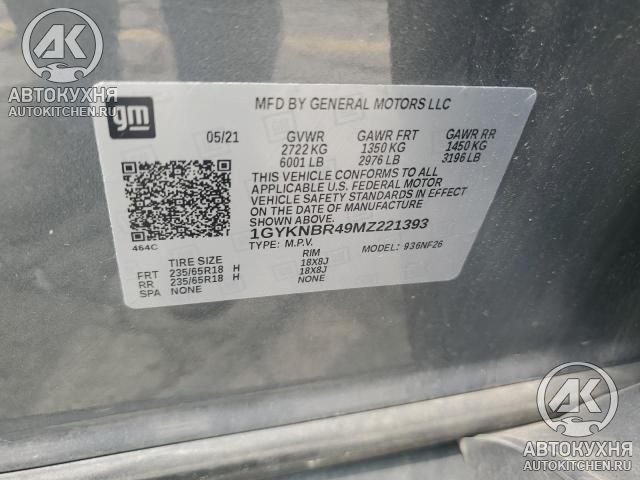 АВТОКУХНЯ
AUTOKITCHEN.RU
gm
MFD BY GENERAL MOTORS LLC
05/21 GVWR GAWR FRT GAWR RR
2722 KG 1350 KG 1450 KG
6001 LB 2976 LB 3196 LB
THIS VEHICLE CONFORMS TO ALL
APPLICABLE U.S. FEDERAL MOTOR
VEHICLE SAFETY STANDARDS IN EFFECT
ON THE DATE OF MANUFACTURE
SHOWN ABOVE.
1GYKNBR49MZ221393
464C
TYPE: M.P.V. MODEL: 936NF26
TIRE SIZE RIM
FRT 235/65R18 H 18X8J
RR 235/65R18 H 18X8J
SPA NONE NONE
АК
АВТОКУХНЯ
AUTOKITCHEN.RU